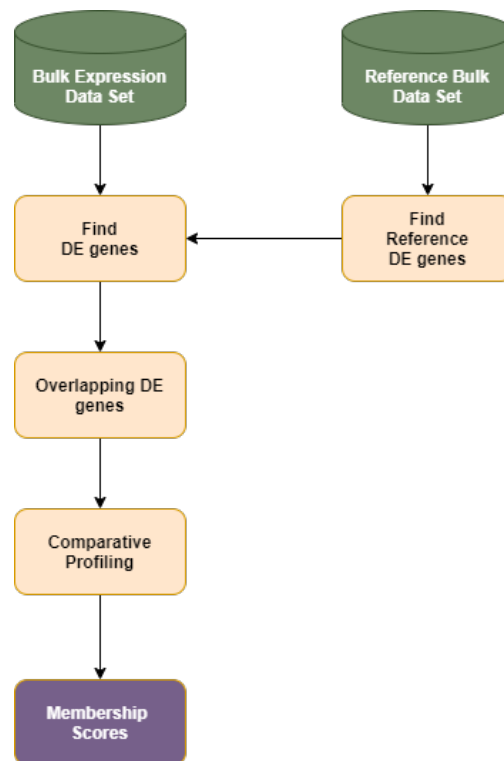 Bulk Expression
Data Set
Reference Bulk
Data Set
Find
DE genes
Find
Reference
DE genes
Overlapping DE
genes
Comparative
Profiling
Membership
Scores